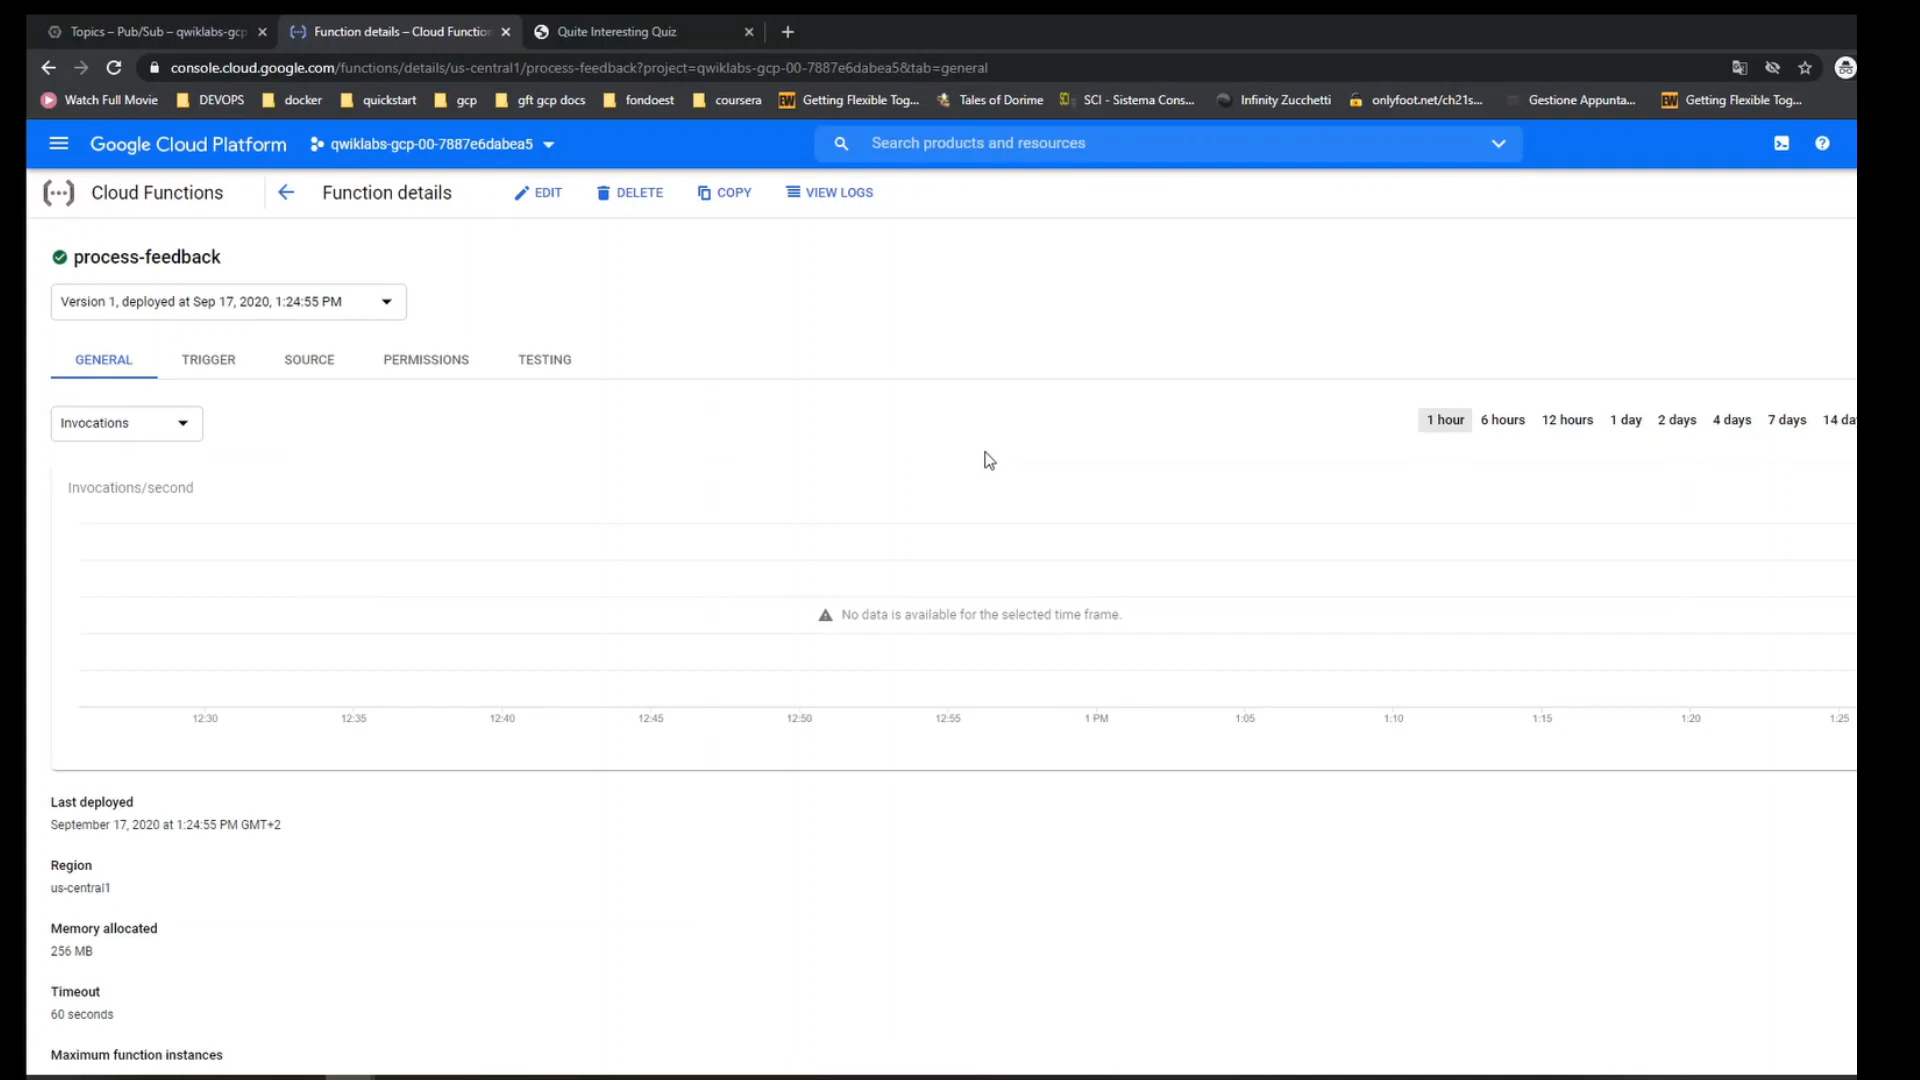 Topics – Pub/Sub – qwiklabs-gcp
Function details – Cloud Function
Quite Interesting Quiz
console.cloud.google.com/functions/details/us-central1/process-feedback?project=qwiklabs-gcp-00-7887e6dabea5&tab=general
Watch Full Movie DEVOPS docker quickstart gcp gft gcp docs fondoest coursera Getting Flexible Tog... Tales of Dorime SCI - Sistema Cons... Infinity Zucchetti onlyfoot.net/ch21s... Gestione Appunta... Getting Flexible Tog...
Google Cloud Platform qwiklabs-gcp-00-7887e6dabea5 Search products and resources
Cloud Functions Function details EDIT DELETE COPY VIEW LOGS
process-feedback
Version 1, deployed at Sep 17, 2020, 1:24:55 PM
GENERAL TRIGGER SOURCE PERMISSIONS TESTING
Invocations 1 hour 6 hours 12 hours 1 day 2 days 4 days 7 days 14 da
Invocations/second
No data is available for the selected time frame.
12:30 12:35 12:40 12:45 12:50 12:55 1 PM 1:05 1:10 1:15 1:20 1:25
Last deployed
September 17, 2020 at 1:24:55 PM GMT+2
Region
us-central1
Memory allocated
256 MB
Timeout
60 seconds
Maximum function instances